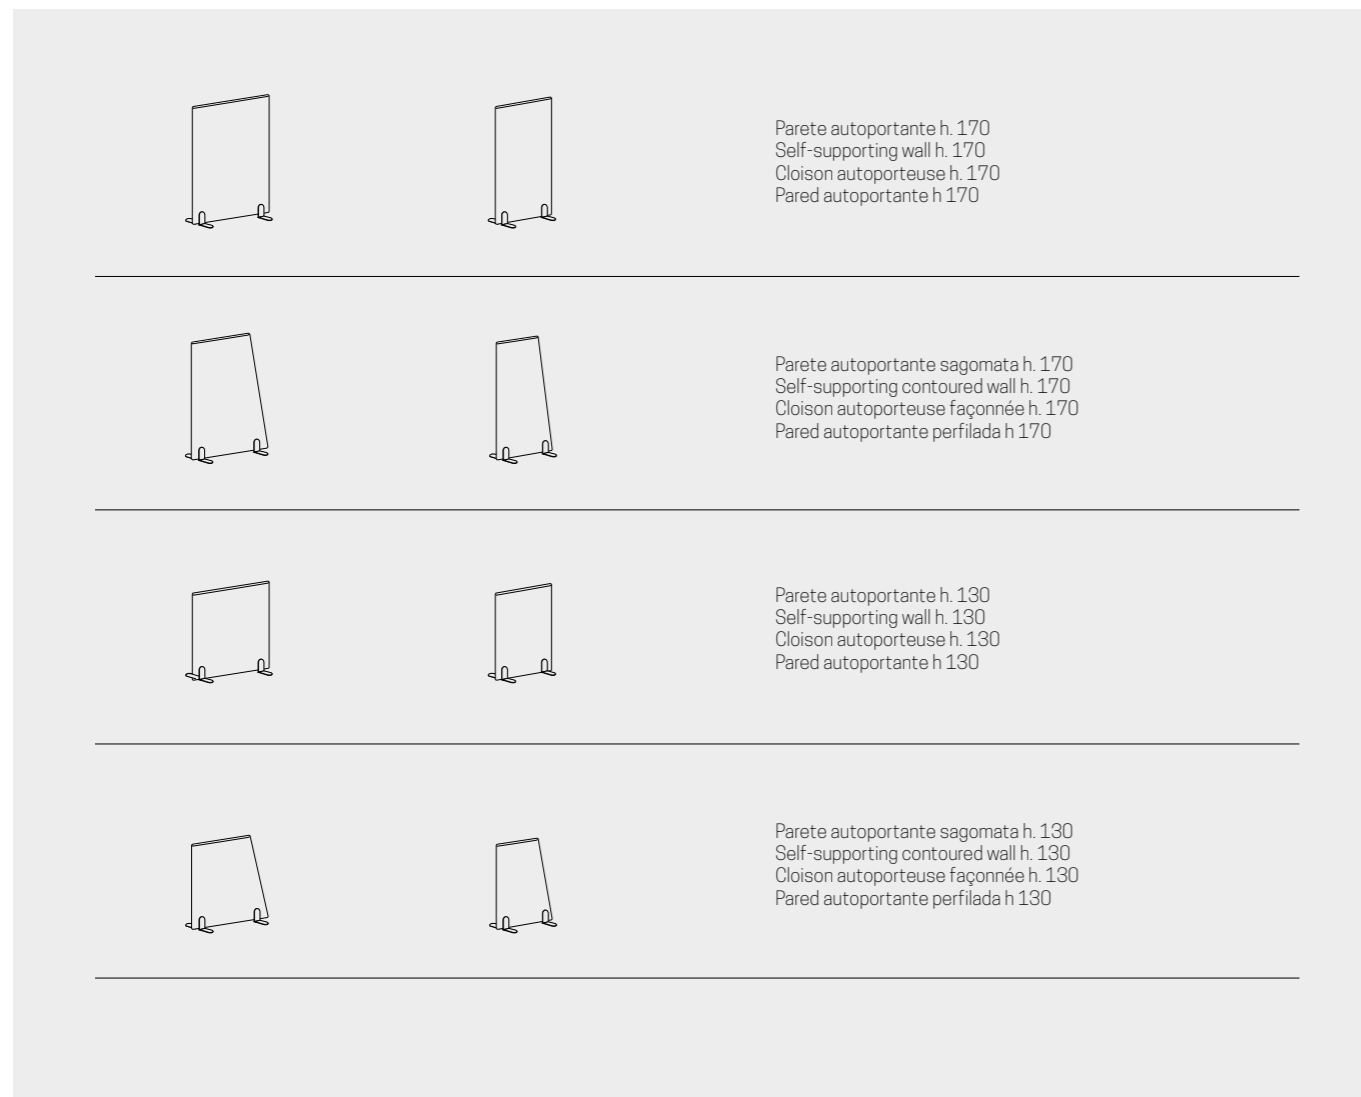 Parete autoportante h. 170
Self-supporting wall h. 170
Cloison autoporteuse h. 170
Pared autoportante h 170
Parete autoportante sagomata h. 170
Self-supporting contoured wall h. 170
Cloison autoporteuse façonnée h. 170
Pared autoportante perfilada h 170
Parete autoportante h. 130
Self-supporting wall h. 130
Cloison autoporteuse h. 130
Pared autoportante h 130
Parete autoportante sagomata h. 130
Self-supporting contoured wall h. 130
Cloison autoporteuse façonnée h. 130
Pared autoportante perfilada h 130